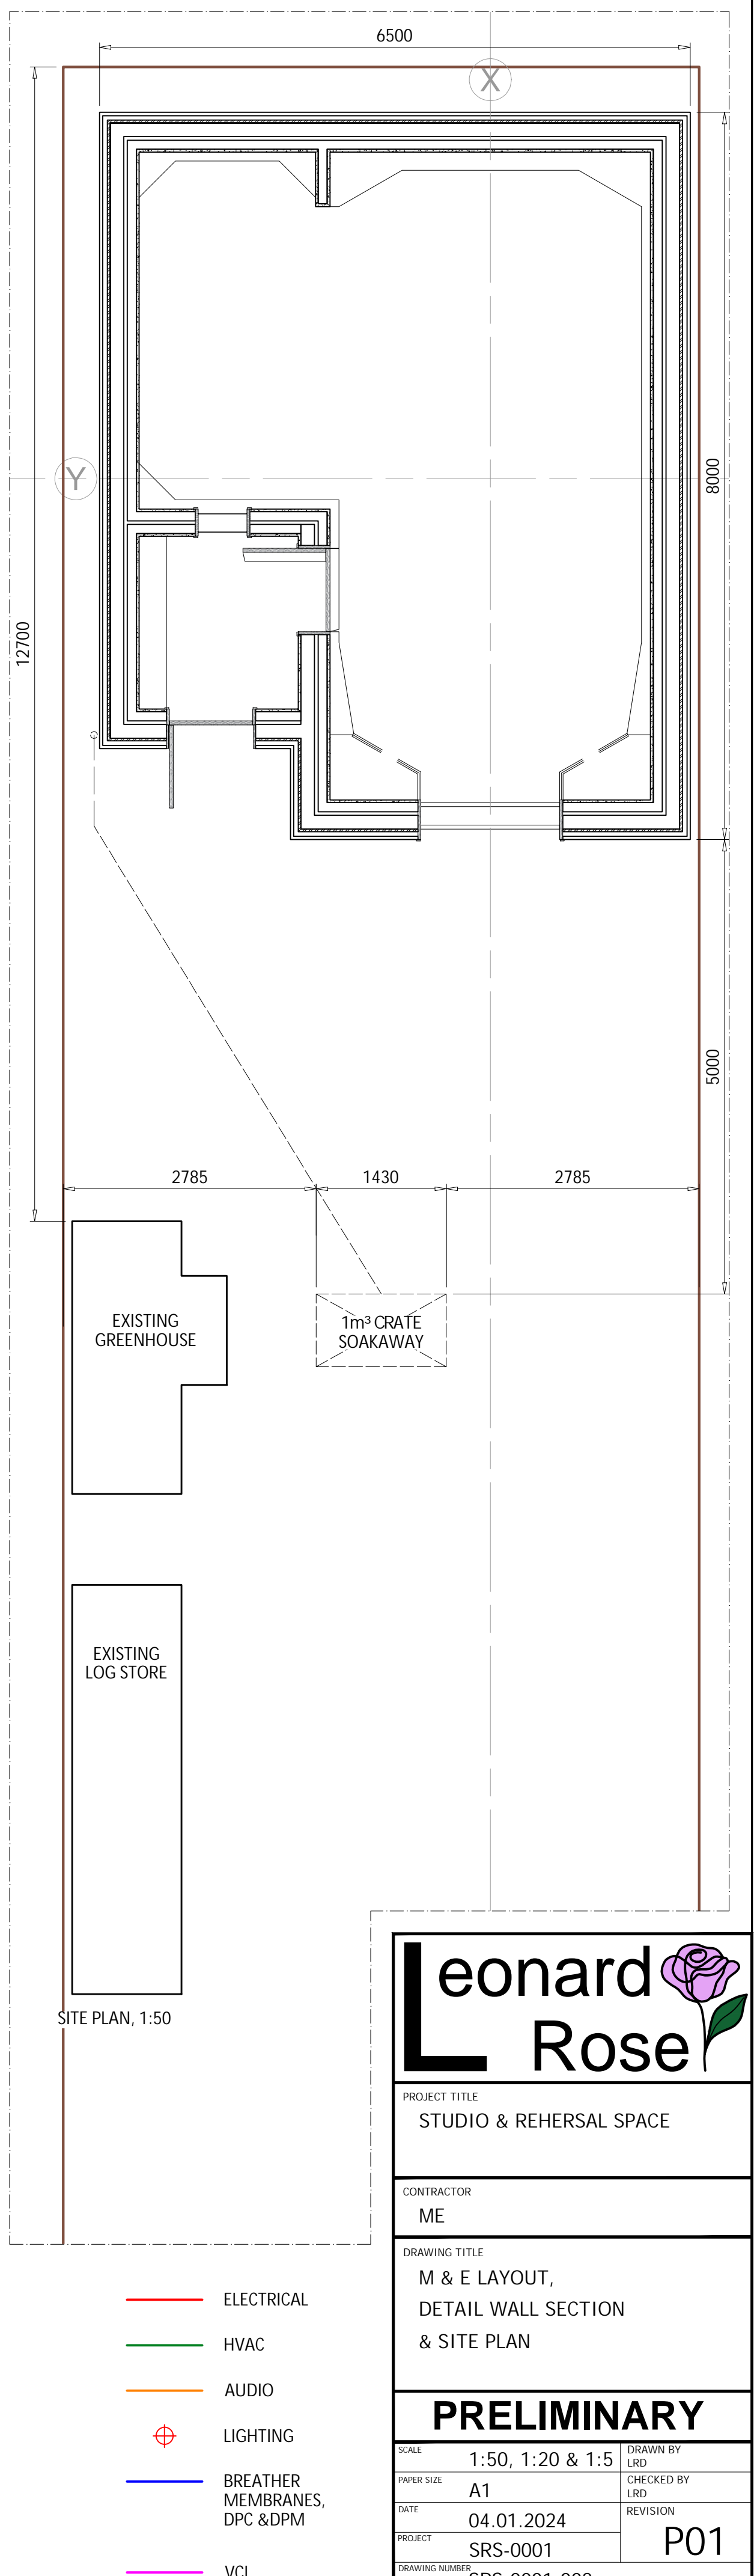 6500
X
Y
8000
12700
5000
2785
1430
2785
EXISTING
GREENHOUSE
1m³ CRATE
SOAKAWAY
EXISTING
LOG STORE
SITE PLAN, 1:50
Leonard
Rose
PROJECT TITLE
STUDIO & REHERSAL SPACE
CONTRACTOR
ME
DRAWING TITLE
M & E LAYOUT,
DETAIL WALL SECTION
& SITE PLAN
PRELIMINARY
SCALE
1:50, 1:20 & 1:5
DRAWN BY
LRD
PAPER SIZE
A1
CHECKED BY
LRD
DATE
04.01.2024
REVISION
P01
PROJECT
SRS-0001
DRAWING NUMBER
ELECTRICAL
HVAC
AUDIO
LIGHTING
BREATHER
MEMBRANES,
DPC &DPM
VCL